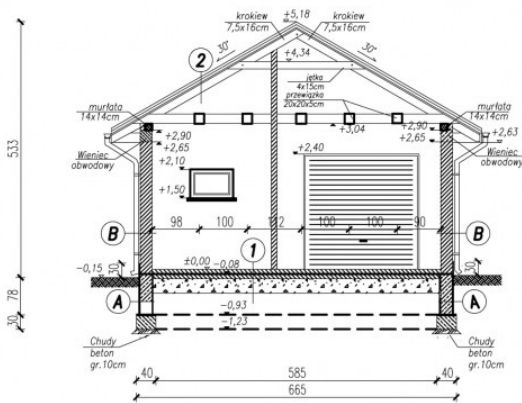 +5,18
krokiew
7,5x16cm
krokiew
7,5x16cm
30°
30°
+4,34
2
jętka
4x15cm
przewiązka
20x20x5cm
murłata
14x14cm
murłata
14x14cm
+3,04
+2,90
+2,65
+2,90
+2,65
+2,63
Wieniec
obwodowy
Wieniec
obwodowy
+2,40
+2,10
+1,50
533
98
100
112
100
100
90
B
B
1
±0,00
-0,08
-0,15
30
30
78
A
A
-0,93
-1,23
30
Chudy
beton
gr.10cm
Chudy
beton
gr.10cm
40
585
40
665